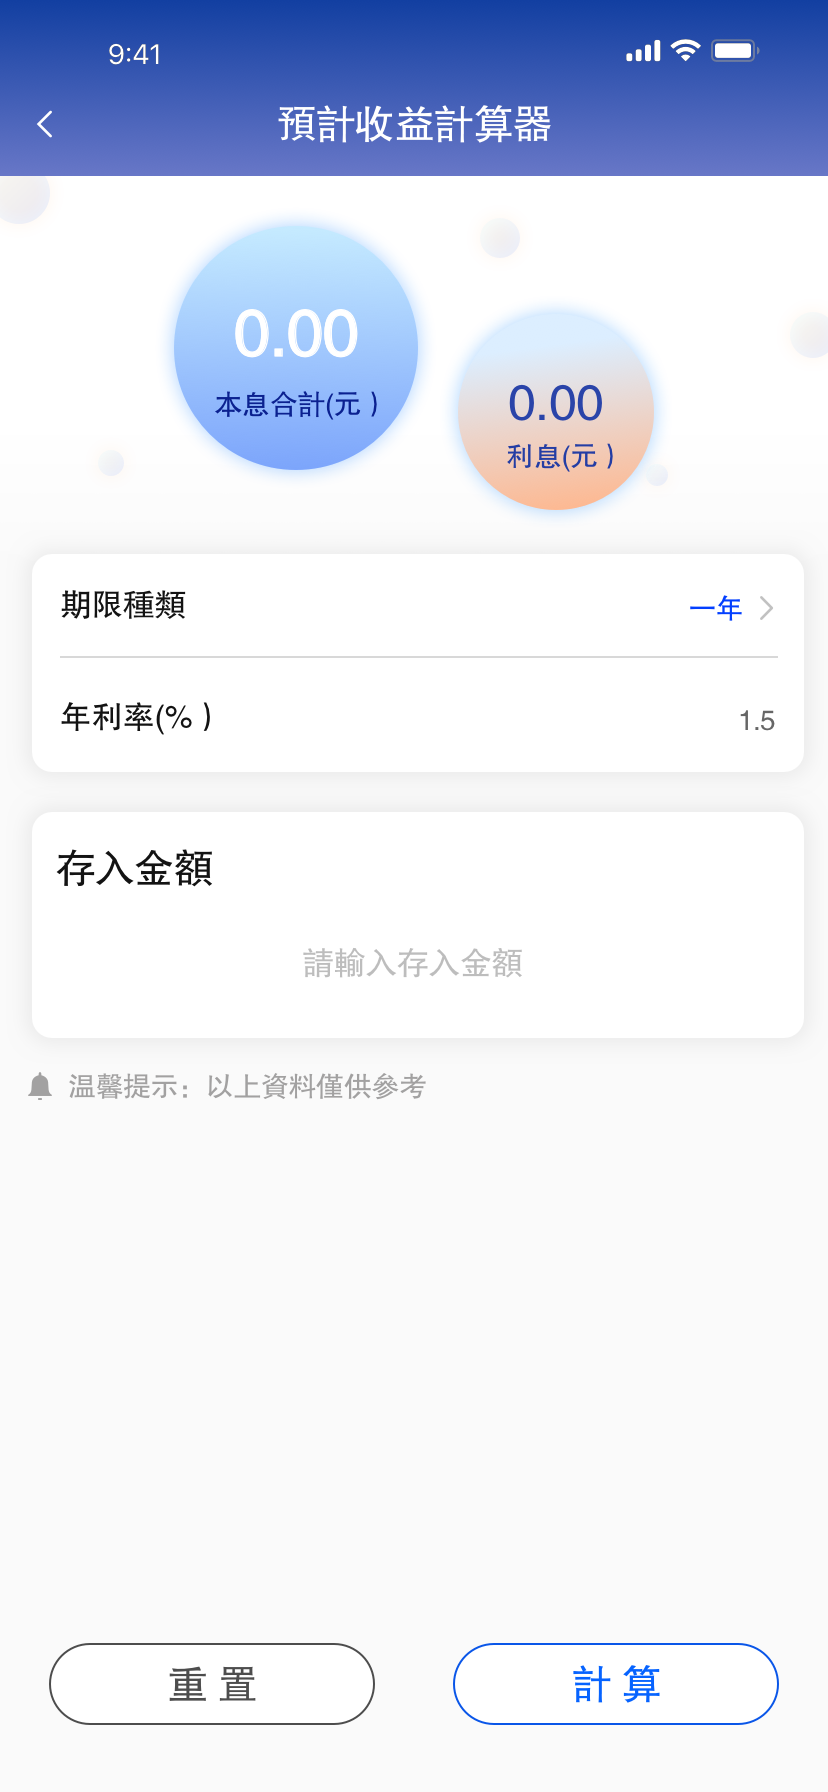 9:41
預計收益計算器
0.00
本息合計(元）
0.00
利息(元）
期限種類
一年
年利率(%）
1.5
存入金額
請輸入存入金額
温馨提示：以上資料僅供參考
重置
計算